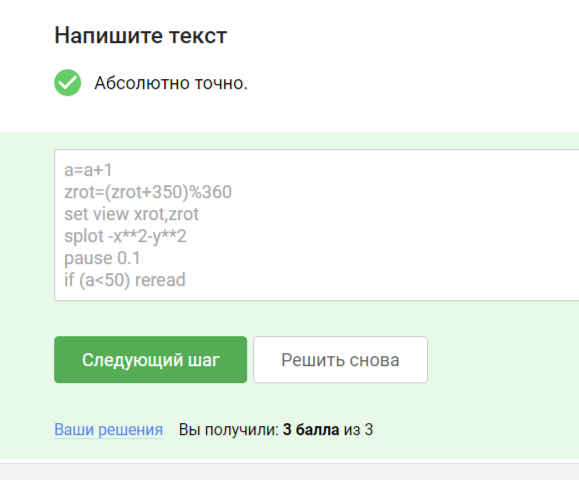 Напишите текст
Абсолютно точно.
a=a+1
zrot=(zrot+350)%360
set view xrot,zrot
splot -x**2-y**2
pause 0.1
if (a<50) reread
Следующий шаг
Решить снова
Ваши решения Вы получили: 3 балла из 3